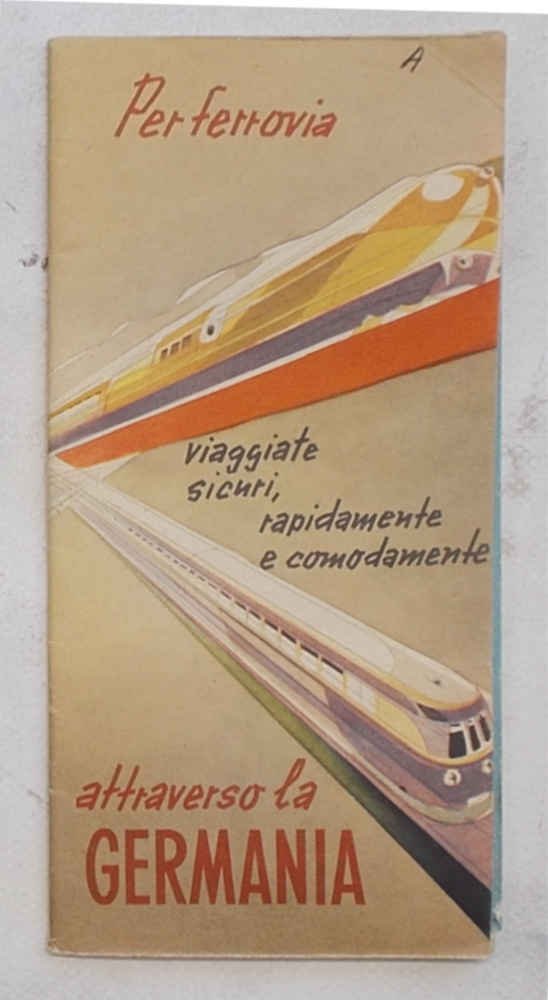 A
Per ferrovia
viaggiate
sicuri,
rapidamente
e comodamente
attraverso la
GERMANIA